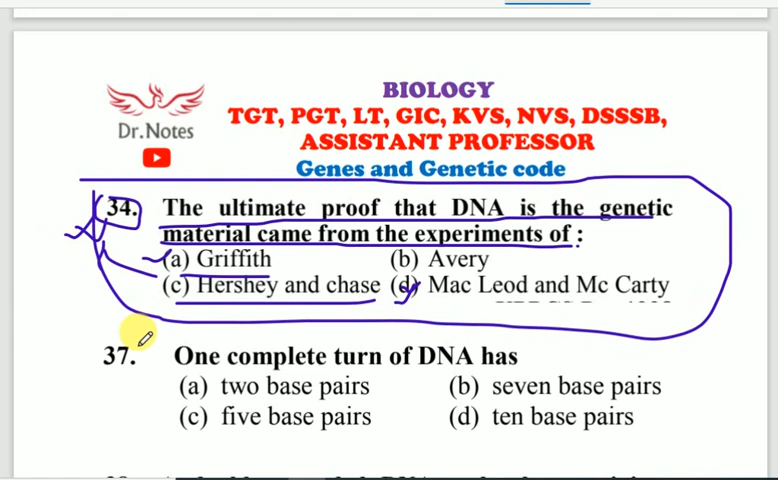 BIOLOGY
TGT, PGT, LT, GIC, KVS, NVS, DSSSB,
Dr.Notes
ASSISTANT PROFESSOR
Genes and Genetic code
34. The ultimate proof that DNA is the genetic
material came from the experiments of :
(a) Griffith (b) Avery
(c) Hershey and chase (d) Mac Leod and Mc Carty
37. One complete turn of DNA has
(a) two base pairs (b) seven base pairs
(c) five base pairs (d) ten base pairs